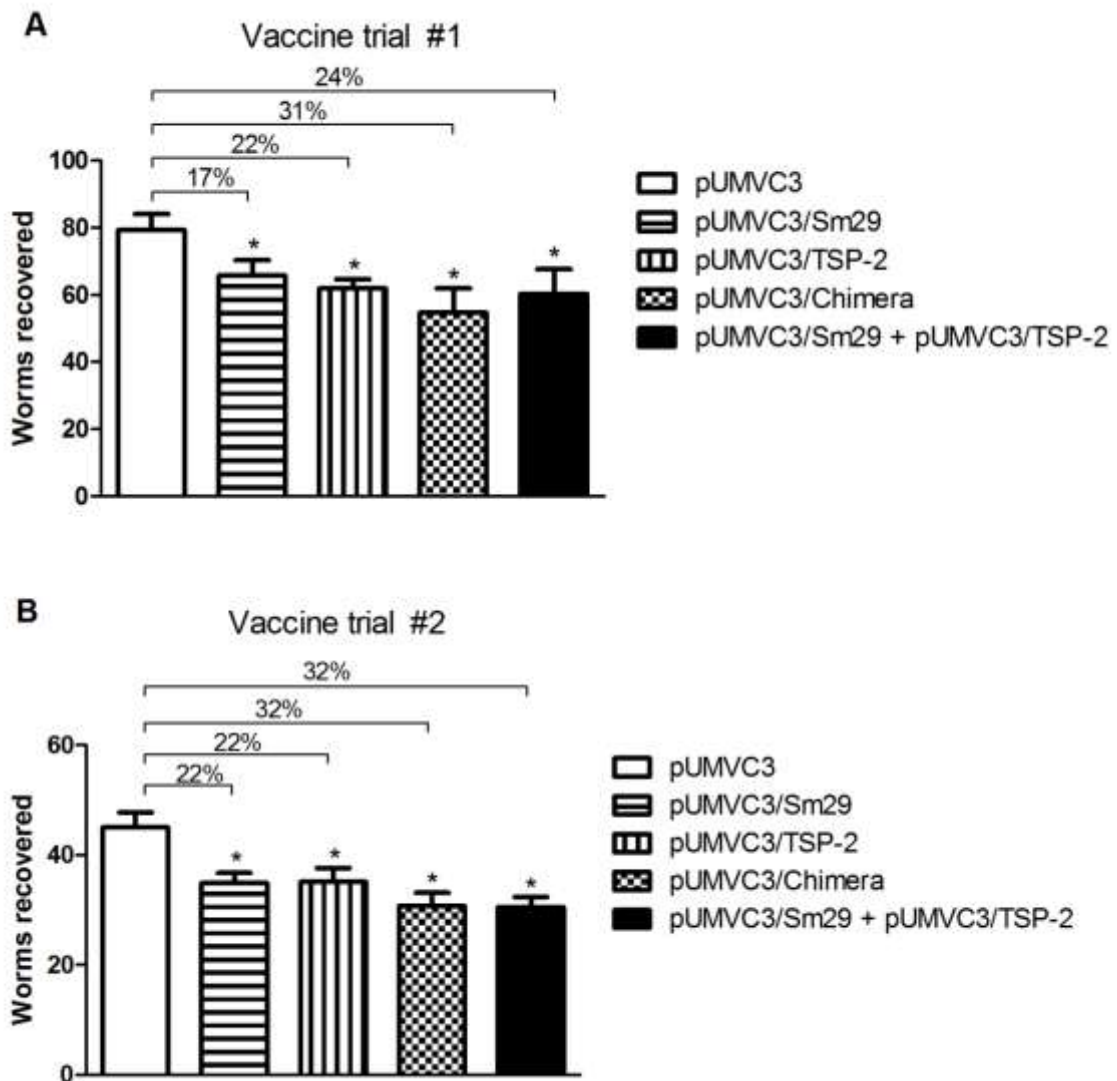 A
Vaccine trial #1
24%
31%
22%
17%
100
80
60
40
20
0
Worms recovered
*
*
*
*
pUMVC3
pUMVC3/Sm29
pUMVC3/TSP-2
pUMVC3/Chimera
pUMVC3/Sm29 + pUMVC3/TSP-2
B
Vaccine trial #2
32%
32%
22%
22%
60
40
20
0
Worms recovered
*
*
*
*
pUMVC3
pUMVC3/Sm29
pUMVC3/TSP-2
pUMVC3/Chimera
pUMVC3/Sm29 + pUMVC3/TSP-2